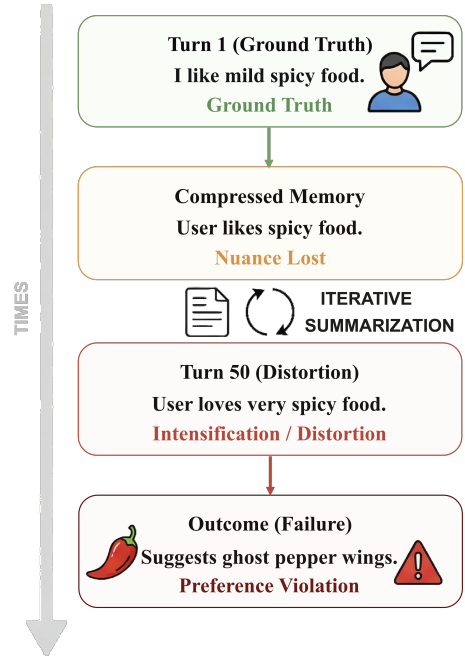 Turn 1 (Ground Truth)
I like mild spicy food.
Ground Truth
Compressed Memory
User likes spicy food.
Nuance Lost
TIMES
ITERATIVE
SUMMARIZATION
Turn 50 (Distortion)
User loves very spicy food.
Intensification / Distortion
Outcome (Failure)
Suggests ghost pepper wings.
Preference Violation